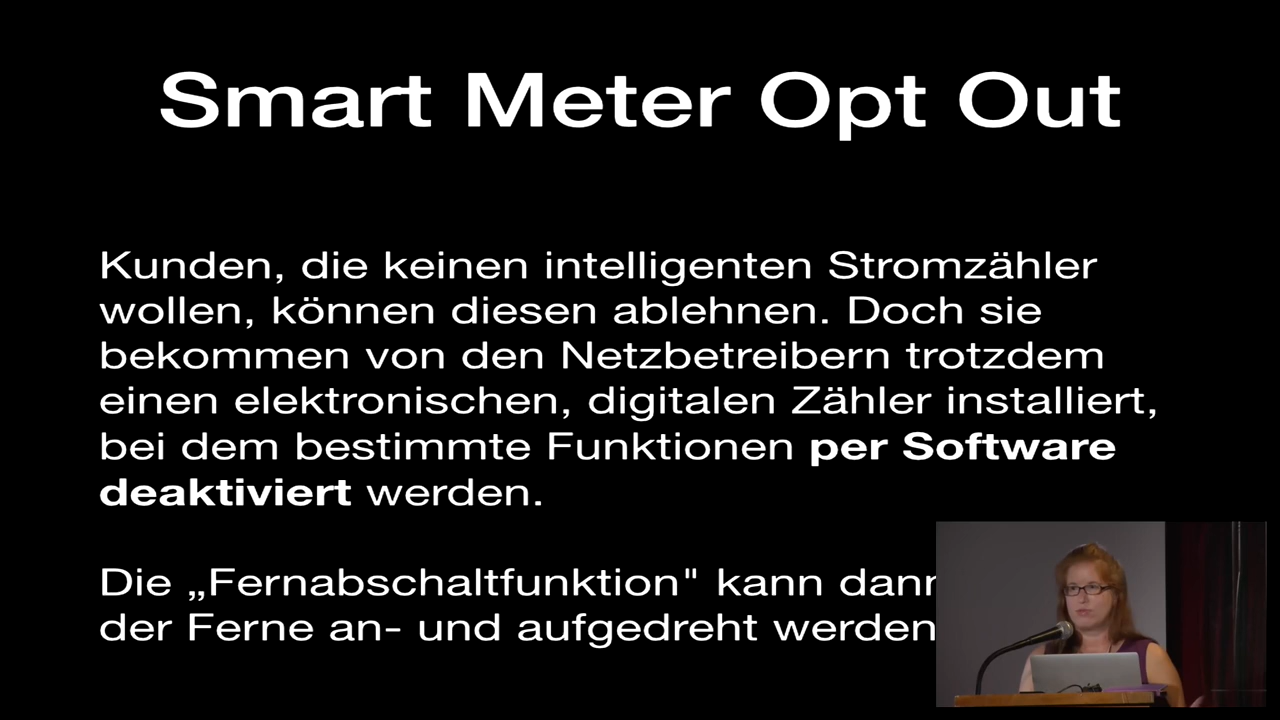 Smart Meter Opt Out
Kunden, die keinen intelligenten Stromzähler
wollen, können diesen ablehnen. Doch sie
bekommen von den Netzbetreibern trotzdem
einen elektronischen, digitalen Zähler installiert,
bei dem bestimmte Funktionen per Software
deaktiviert werden.
Die „Fernabschaltfunktion" kann
der Ferne an- und aufgedreht werden